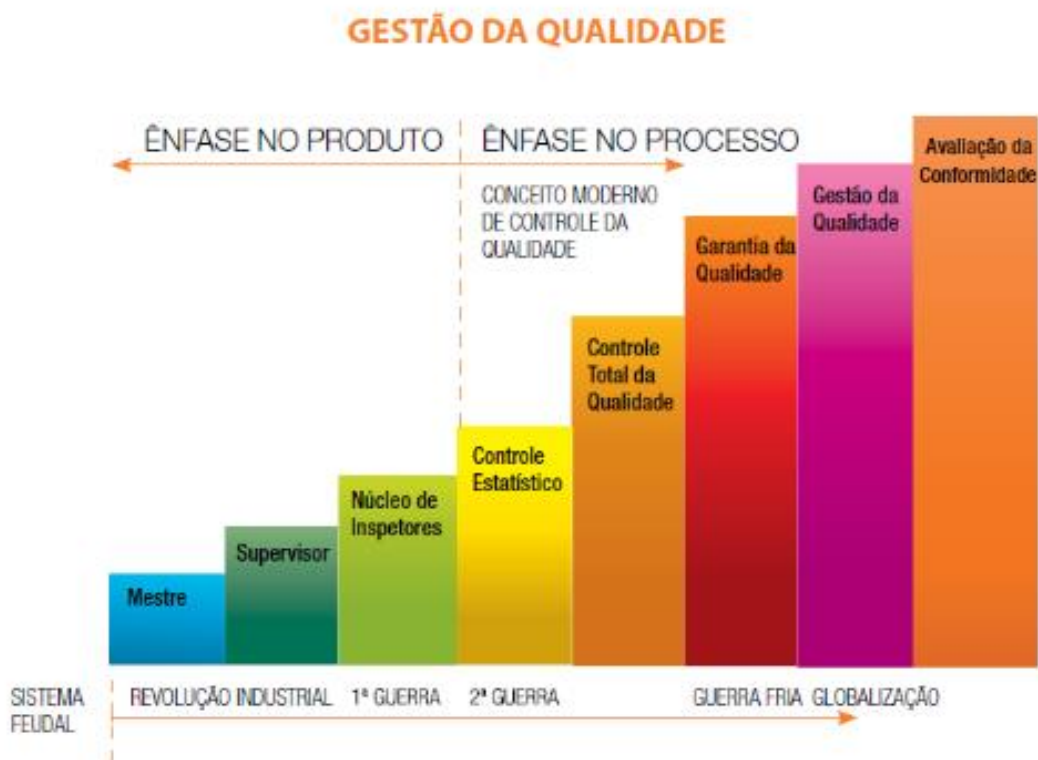 GESTÃO DA QUALIDADE
ÊNFASE NO PRODUTO
ÊNFASE NO PROCESSO
CONCEITO MODERNO
DE CONTROLE DA
QUALIDADE
Mestre
Supervisor
Núcleo de
Inspetores
Controle
Estatístico
Controle
Total da
Qualidade
Garantia da
Qualidade
Gestão da
Qualidade
Avaliação da
Conformidade
SISTEMA
FEUDAL
REVOLUÇÃO INDUSTRIAL
1ª GUERRA
2ª GUERRA
GUERRA FRIA
GLOBALIZAÇÃO